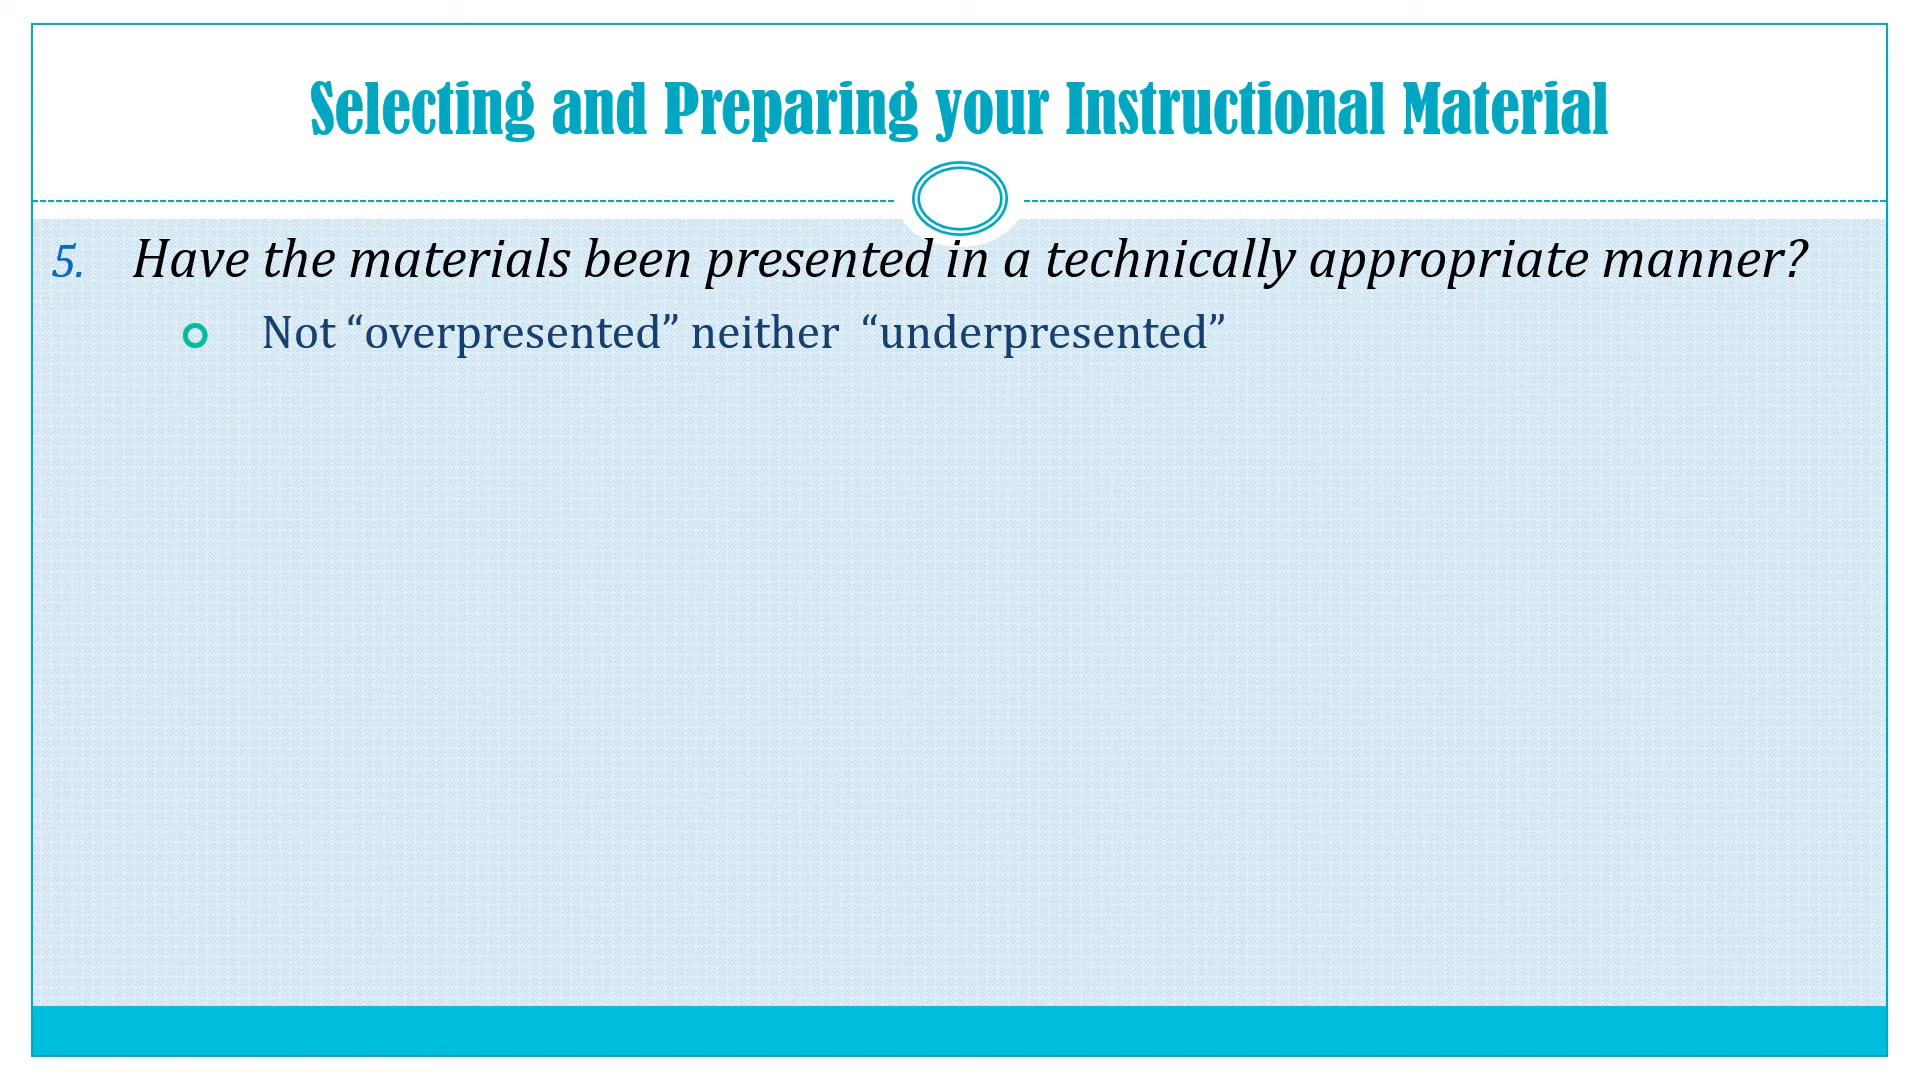 Selecting and Preparing your Instructional Material
5. Have the materials been presented in a technically appropriate manner?
Not “overpresented” neither “underpresented”